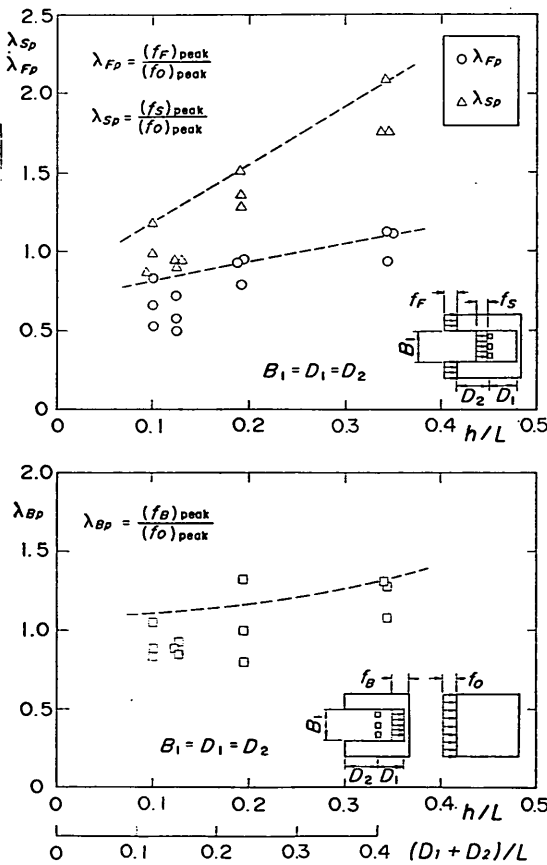 λSp
λFp
2.5
2.0
1.5
1.0
0.5
0
λFp = (fF)peak / (fO)peak
λSp = (fS)peak / (fO)peak
○ λFp
△ λSp
fF
fS
B1
D2 D1
B1 = D1 = D2
0 0.1 0.2 0.3 0.4 0.5
h/L
2.0
λBp
1.0
0.5
0
λBp = (fB)peak / (fO)peak
fB
fO
B1
D2 D1
B1 = D1 = D2
0 0.1 0.2 0.3 0.4 0.5
h/L
0 0.1 0.2 0.3 0.4 (D1 + D2)/L